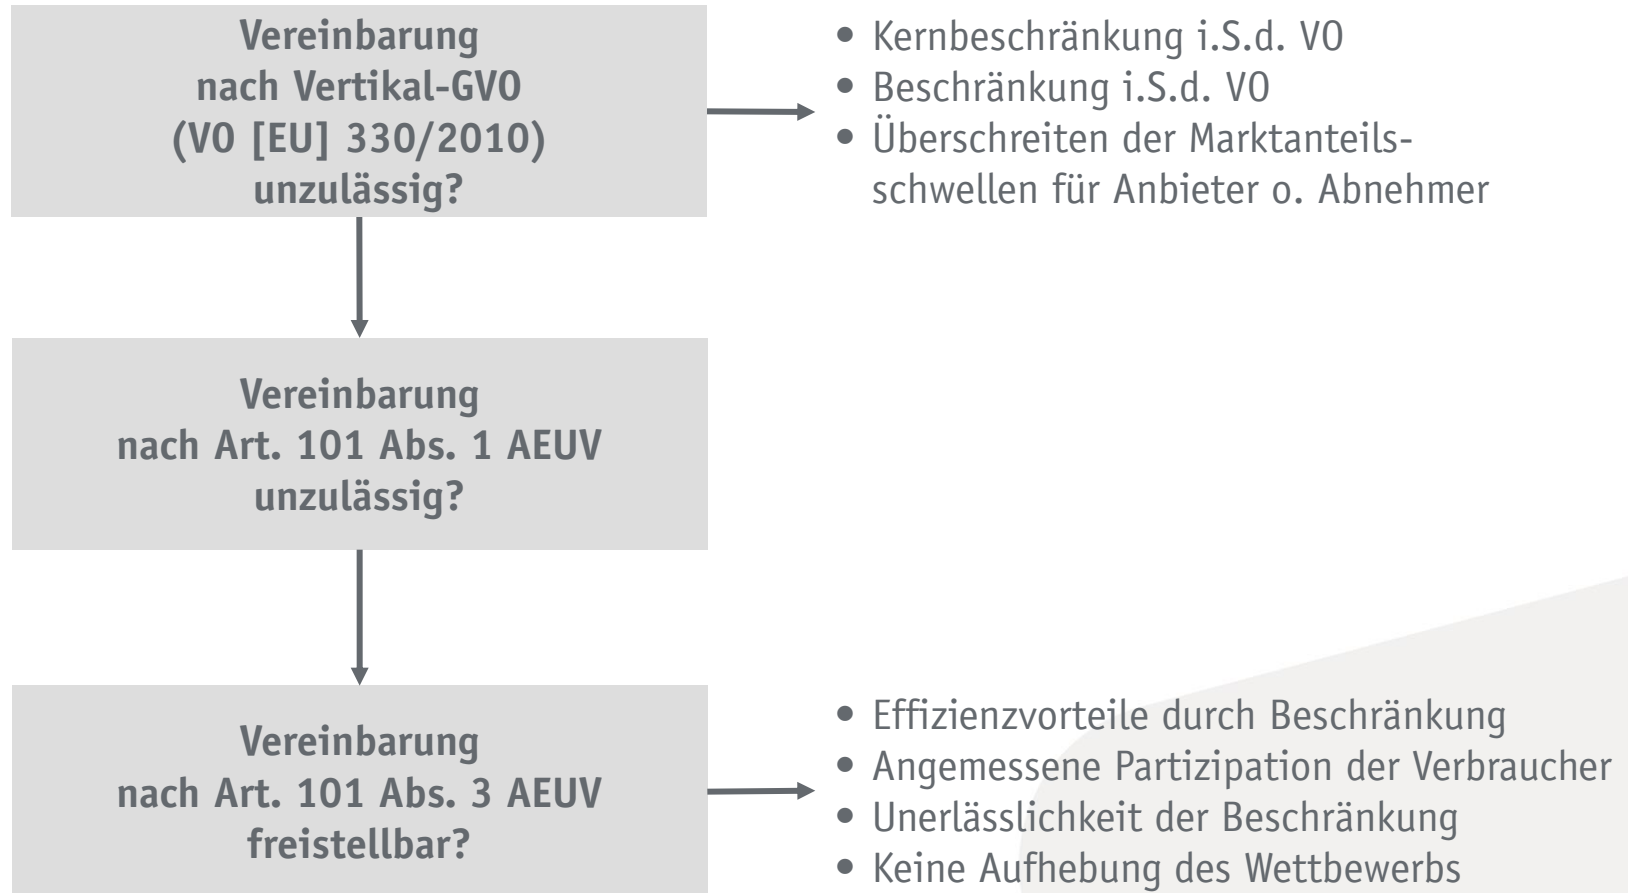 Vereinbarung
nach Vertikal-GVO
(VO [EU] 330/2010)
unzulässig?
• Kernbeschränkung i.S.d. VO
• Beschränkung i.S.d. VO
• Überschreiten der Marktanteils-
schwellen für Anbieter o. Abnehmer
Vereinbarung
nach Art. 101 Abs. 1 AEUV
unzulässig?
Vereinbarung
nach Art. 101 Abs. 3 AEUV
freistellbar?
• Effizienzvorteile durch Beschränkung
• Angemessene Partizipation der Verbraucher
• Unerlässlichkeit der Beschränkung
• Keine Aufhebung des Wettbewerbs